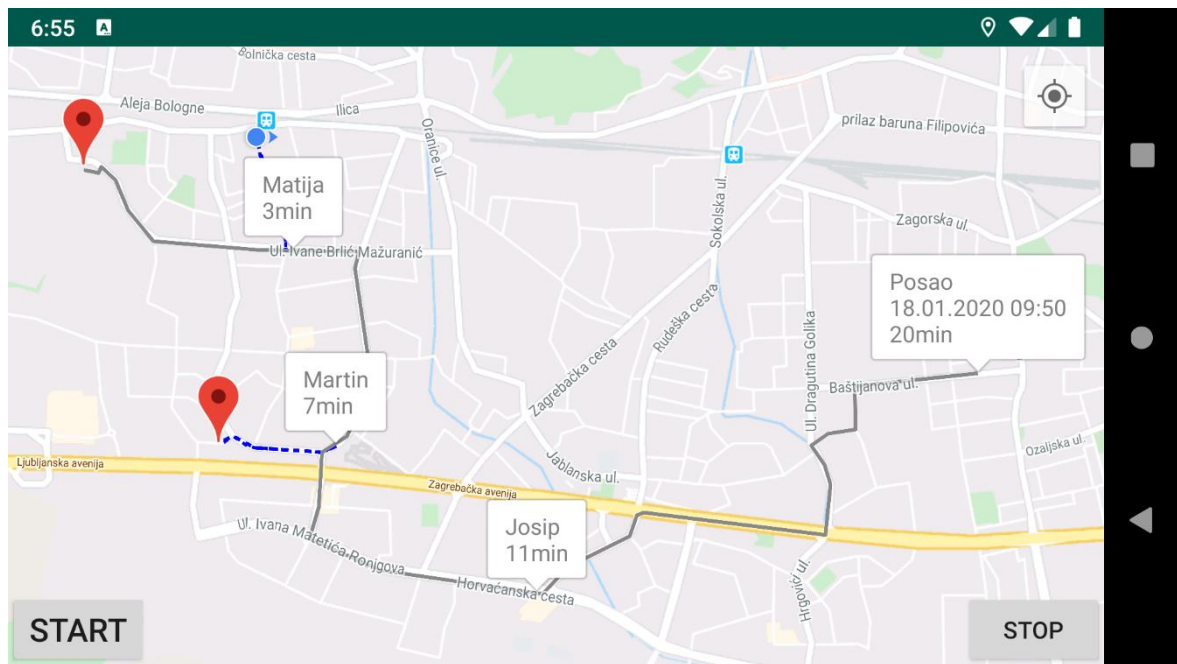 6:55
Bolnička cesta
Aleja Bologne
Ilica
Oranice ul.
prilaz baruna Filipovića
Matija
3min
Sokolska ul.
Zagorska ul.
Ul. Ivane Brlić Mažuranić
Posao
18.01.2020 09:50
20min
Rudeška cesta
Ul. Dragutina Golika
Martin
7min
Zagrebačka cesta
Baštijanova ul.
Ozaljska ul.
Ljubljanska avenija
Jablanska ul.
Zagrebačka avenija
Ul. Ivana Matetića-Ronjgova
Josip
11min
Horvaćanska cesta
Hrgovići ul.
START
STOP